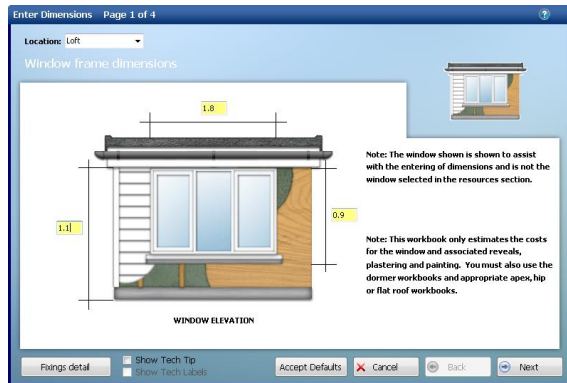 Enter Dimensions Page 1 of 4
?
Location: Loft
Window frame dimensions
1.8
Note: The window shown is shown to assist
with the entering of dimensions and is not the
window selected in the resources section.
0.9
1.1
Note: This workbook only estimates the costs
for the window and associated reveals,
plastering and painting. You must also use the
dormer workbooks and appropriate apex, hip
or flat roof workbooks.
WINDOW ELEVATION
Fixings detail
Show Tech Tip
Show Tech Labels
Accept Defaults
Cancel
Back
Next